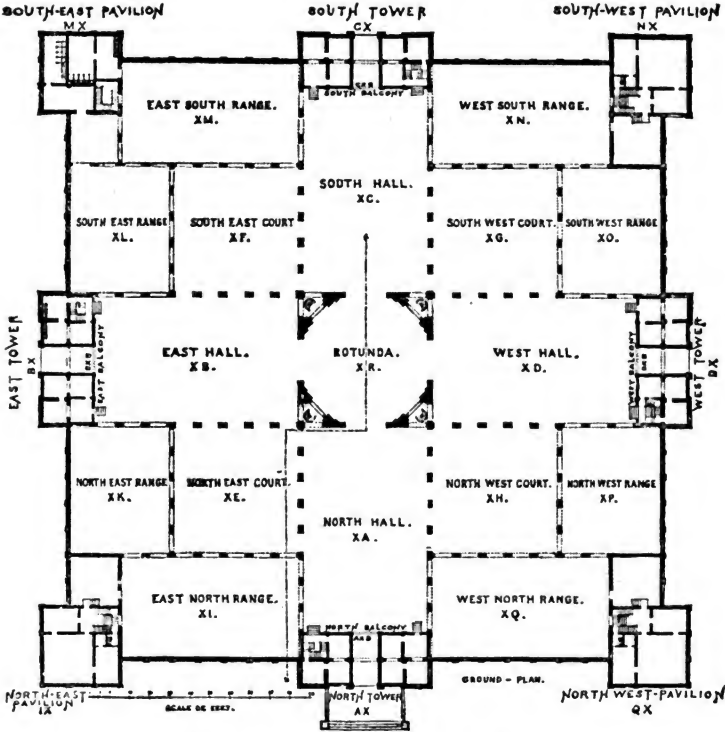 SOUTH-EAST PAVILION
MX
SOUTH TOWER
CX
SOUTH-WEST PAVILION
NX
SOUTH BALCONY
EAST SOUTH RANGE.
XM.
WEST SOUTH RANGE.
XN.
SOUTH HALL.
XC.
SOUTH EAST RANGE
XL.
SOUTH EAST COURT
XF.
SOUTH WEST COURT.
XG.
SOUTH WEST RANGE
XO.
EAST TOWER
BX
EAST BALCONY
EAST HALL.
XB.
ROTUNDA.
XR.
WEST HALL.
XD.
WEST BALCONY
WEST TOWER
DX
NORTH EAST RANGE
XK.
NORTH EAST COURT.
XE.
NORTH WEST COURT.
XH.
NORTH WEST RANGE
XP.
NORTH HALL.
XA.
EAST NORTH RANGE.
XI.
WEST NORTH RANGE.
XQ.
NORTH BALCONY
GROUND-PLAN.
NORTH-EAST
PAVILION
IX
SCALE OF FEET.
NORTH TOWER
AX
NORTH WEST-PAVILION
QX